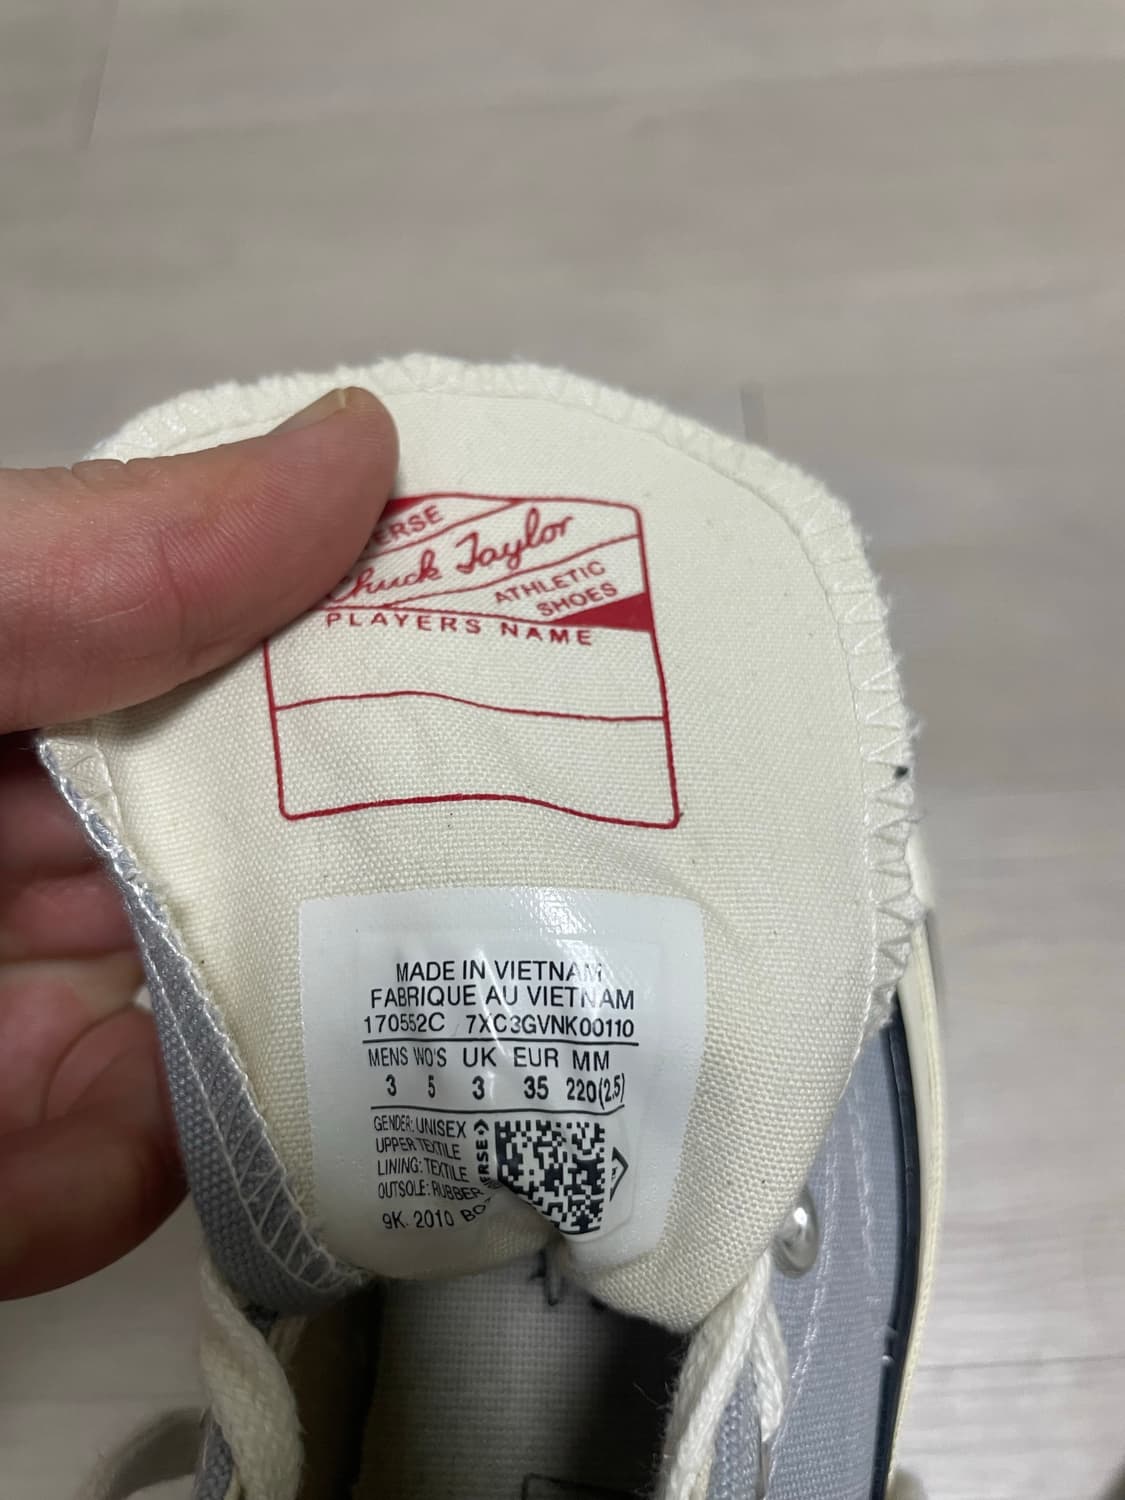 ERSE
Chuck Taylor
ATHLETIC
SHOES
PLAYERS NAME
MADE IN VIETNAM
FABRIQUE AU VIETNAM
170552C 7XC3GVNK00110
MENS WO'S UK EUR MM
3 5 3 35 220(2.5)
GENDER: UNISEX
UPPER TEXTILE
LINING: TEXTILE
OUTSOLE: RUBBER
9K. 2010
ERSE